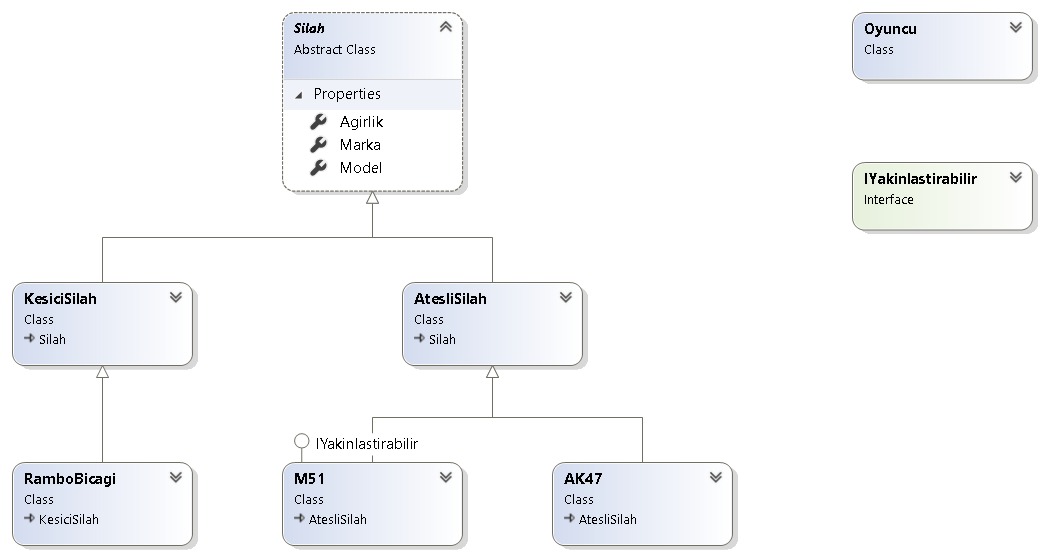 Silah
Abstract Class
Properties
Agirlik
Marka
Model
Oyuncu
Class
IYakinlastirabilir
Interface
KesiciSilah
Class
Silah
AtesliSilah
Class
Silah
IYakinlastirabilir
RamboBicagi
Class
KesiciSilah
M51
Class
AtesliSilah
AK47
Class
AtesliSilah